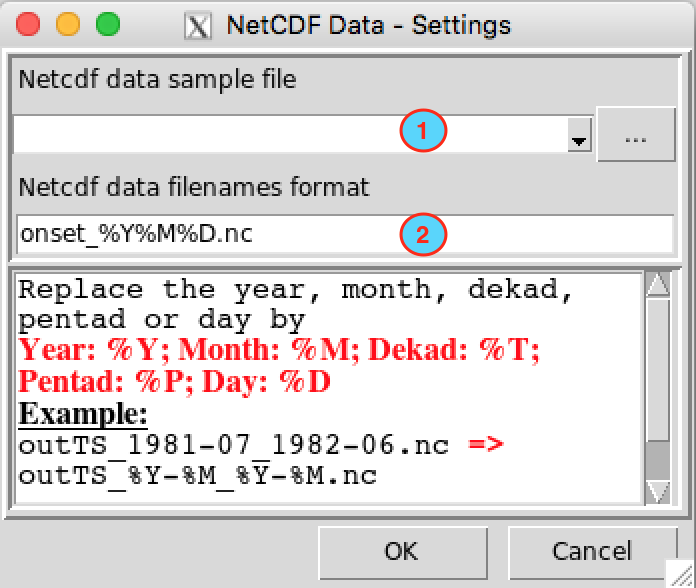 NetCDF Data - Settings
Netcdf data sample file
1
...
Netcdf data filenames format
onset_%Y%M%D.nc
2
Replace the year, month, dekad,
pentad or day by
Year: %Y; Month: %M; Dekad: %T;
Pentad: %P; Day: %D
Example:
outTS_1981-07_1982-06.nc =>
outTS_%Y-%M_%Y-%M.nc
OK
Cancel